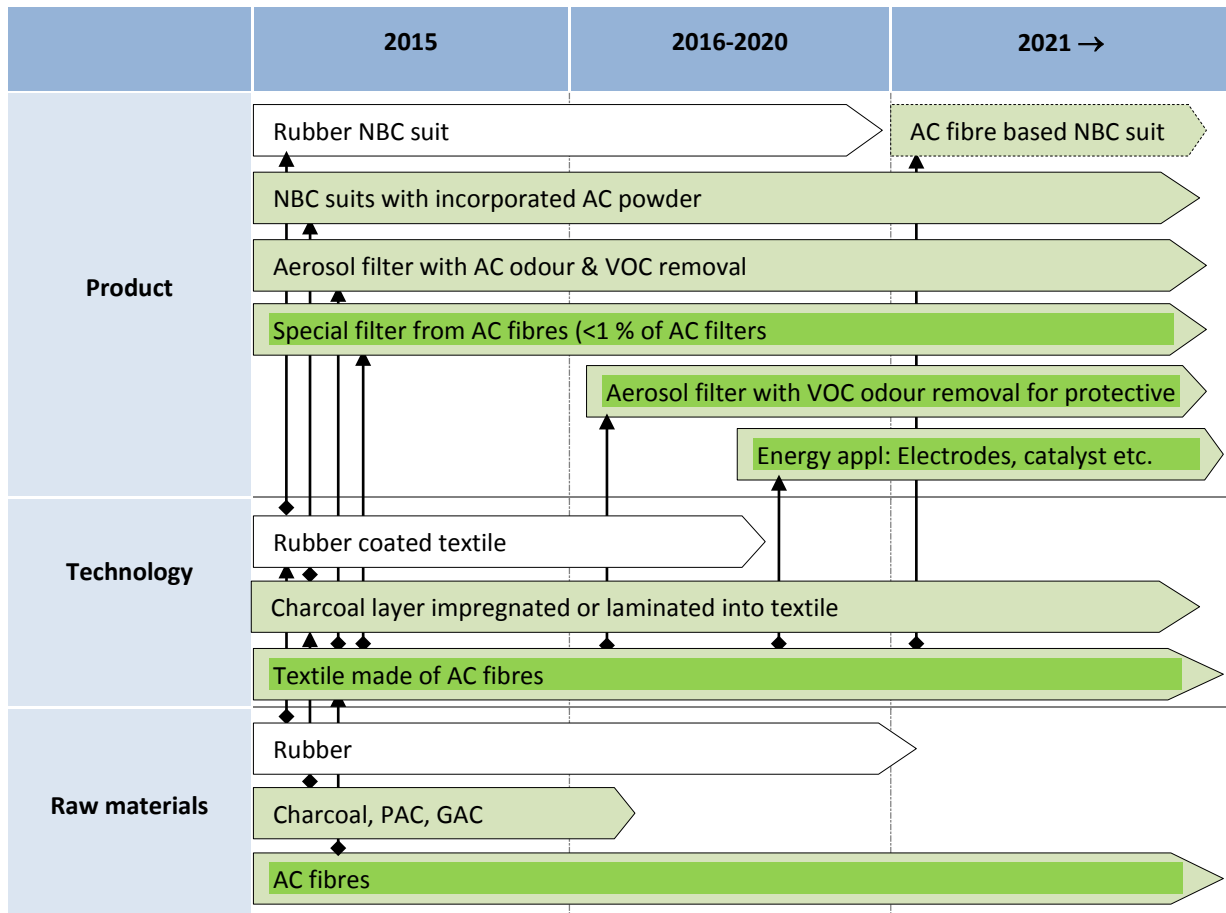 2015
2016-2020
2021 →
Product
Rubber NBC suit
AC fibre based NBC suit
NBC suits with incorporated AC powder
Aerosol filter with AC odour & VOC removal
Special filter from AC fibres (<1 % of AC filters
Aerosol filter with VOC odour removal for protective
Energy appl: Electrodes, catalyst etc.
Technology
Rubber coated textile
Charcoal layer impregnated or laminated into textile
Textile made of AC fibres
Raw materials
Rubber
Charcoal, PAC, GAC
AC fibres